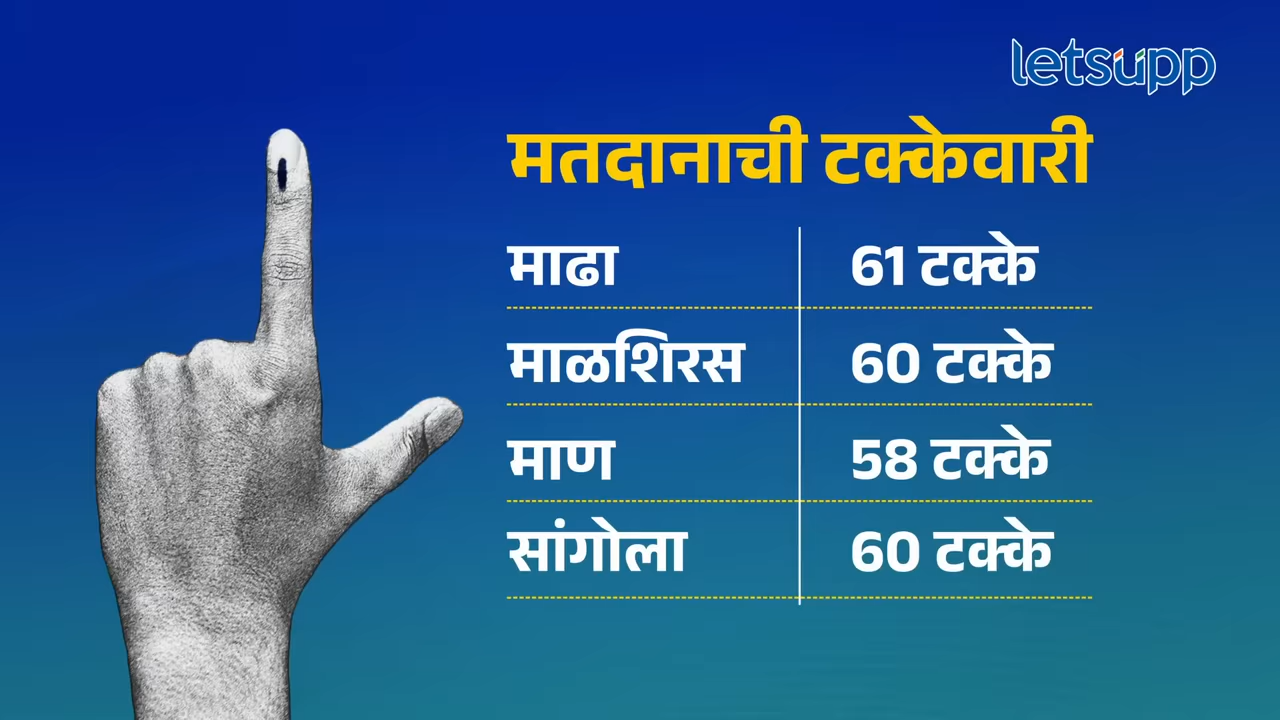 letsupp
मतदानाची टक्केवारी
माढा 61 टक्के
माळशिरस 60 टक्के
माण 58 टक्के
सांगोला 60 टक्के